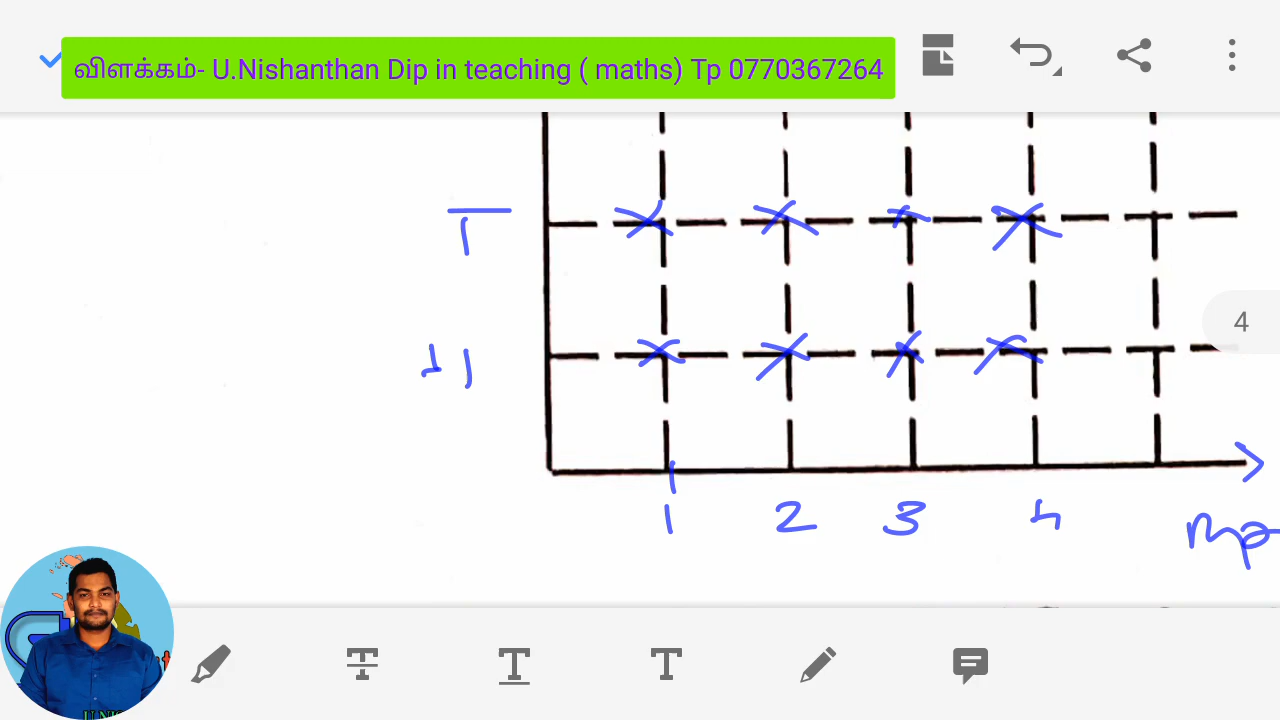 விளக்கம்- U.Nishanthan Dip in teaching ( maths) Tp 0770367264
T
H
4
1 2 3 4